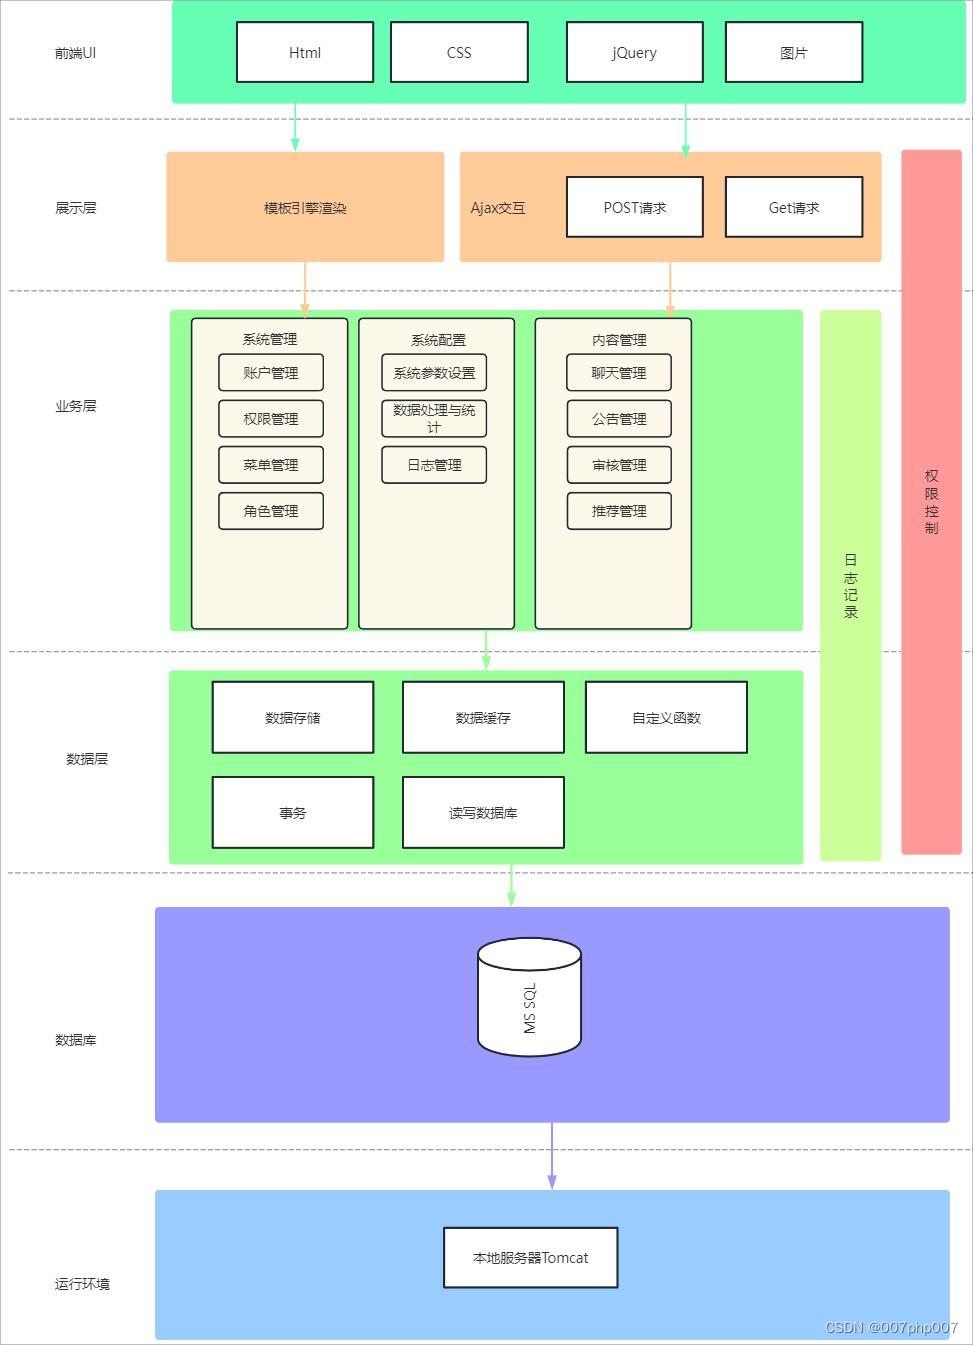 前端UI
Html
CSS
jQuery
图片
展示层
模板引擎渲染
Ajax交互
POST请求
Get请求
业务层
系统管理
账户管理
权限管理
菜单管理
角色管理
系统配置
系统参数设置
数据处理与统
计
日志管理
内容管理
聊天管理
公告管理
审核管理
推荐管理
日
志
记
录
权
限
控
制
数据层
数据存储
数据缓存
自定义函数
事务
读写数据库
数据库
MS SQL
运行环境
本地服务器Tomcat
CSDN @007php007